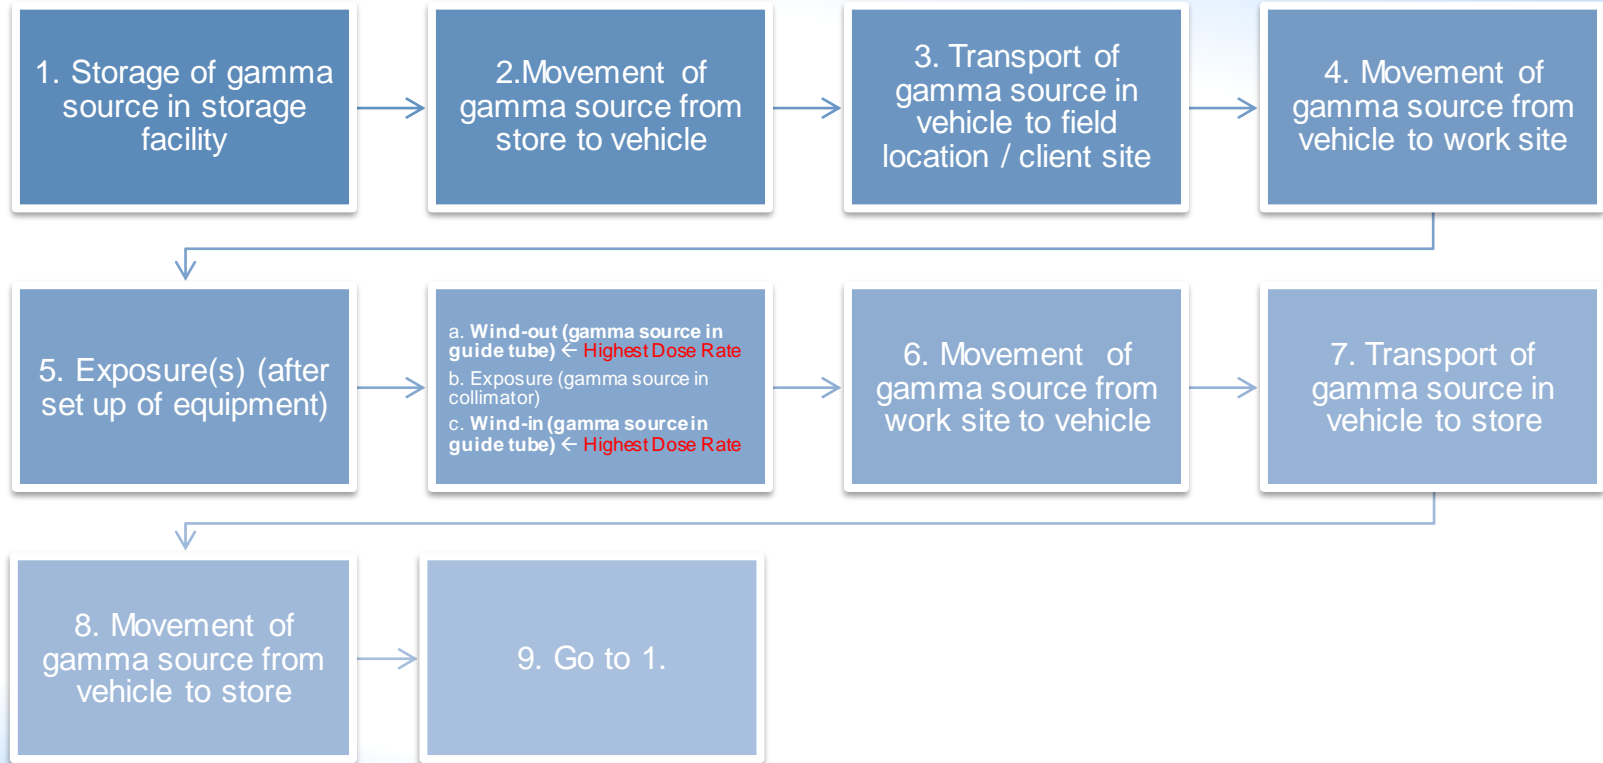 1. Storage of gamma
source in storage
facility
2.Movement of
gamma source from
store to vehicle
3. Transport of
gamma source in
vehicle to field
location / client site
4. Movement of
gamma source from
vehicle to work site
5. Exposure(s) (after
set up of equipment)
a. Wind-out (gamma source in
guide tube) ← Highest Dose Rate
b. Exposure (gamma source in
collimator)
c. Wind-in (gamma source in
guide tube) ← Highest Dose Rate
6. Movement of
gamma source from
work site to vehicle
7. Transport of
gamma source in
vehicle to store
8. Movement of
gamma source from
vehicle to store
9. Go to 1.